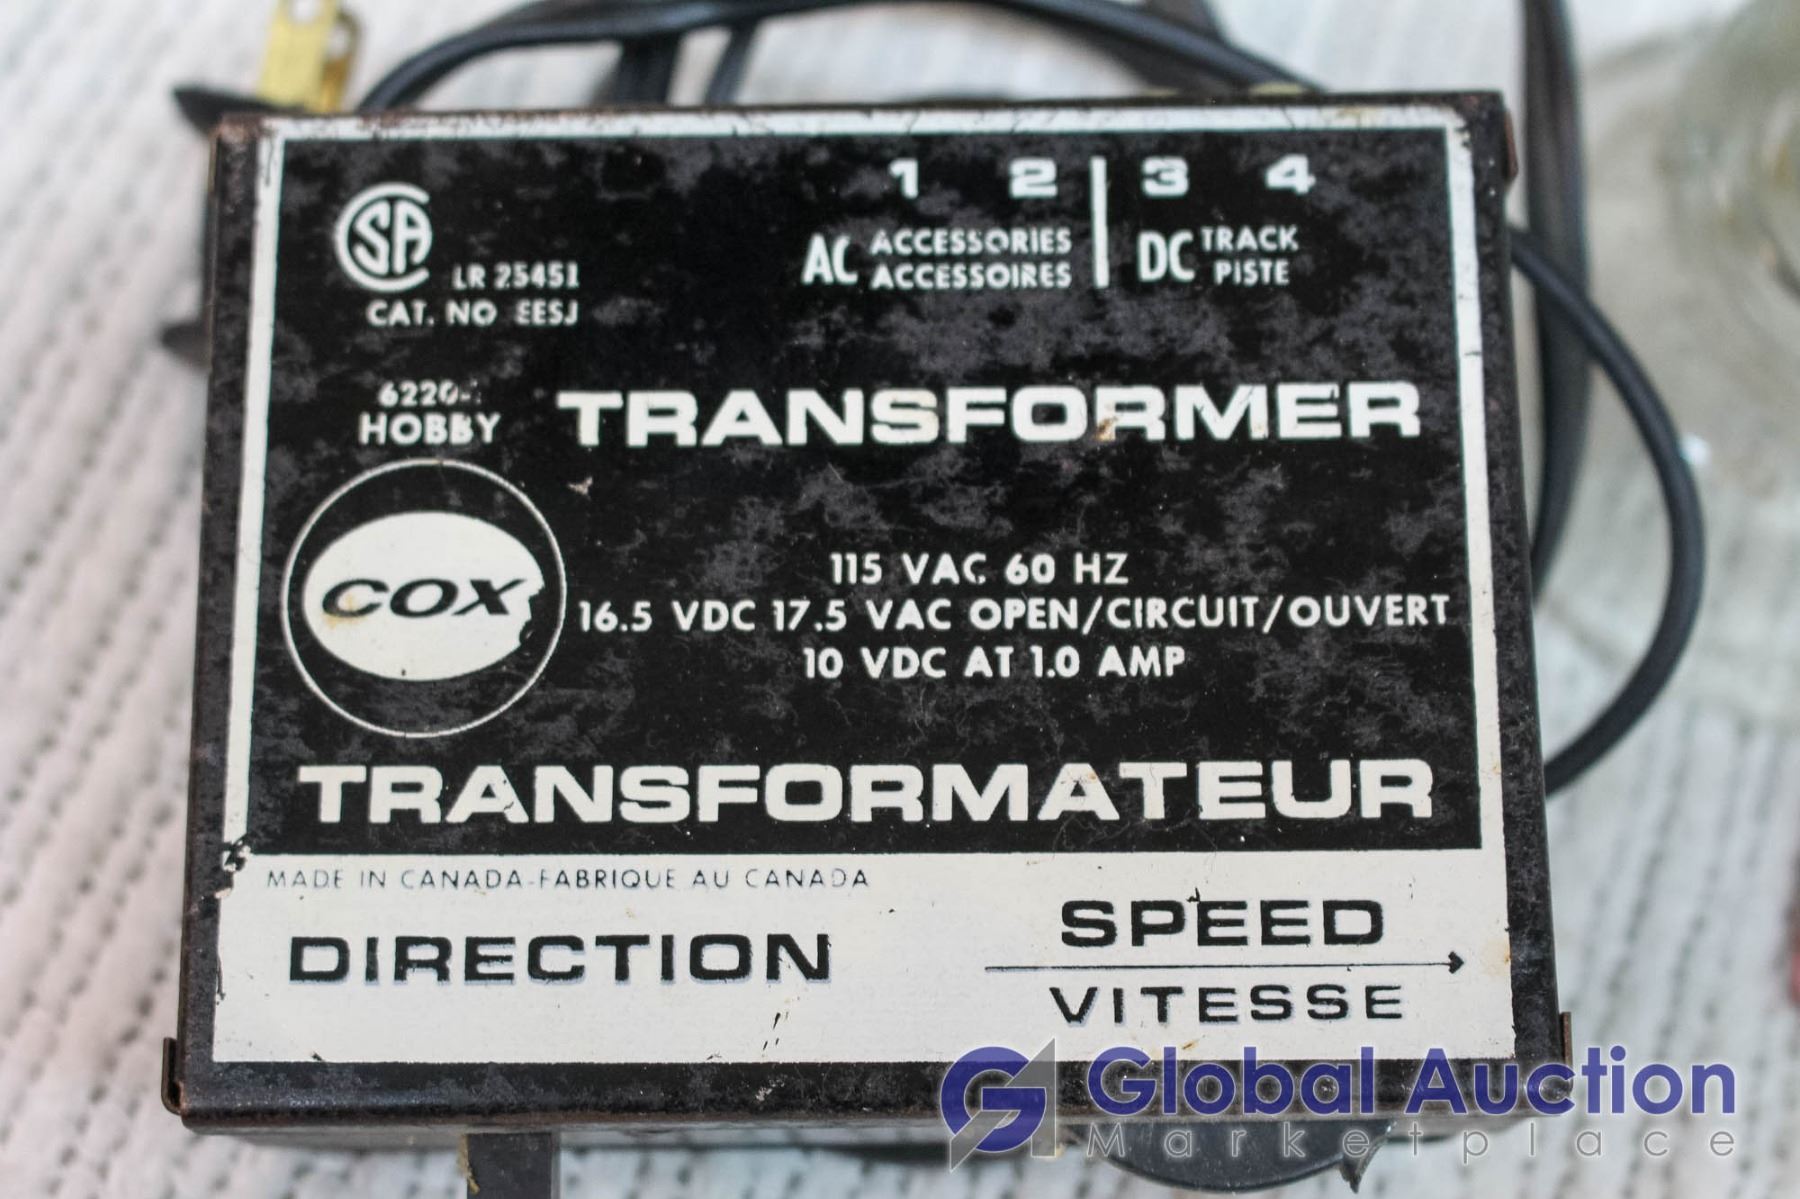 1 2 3 4
AC ACCESSORIES DC TRACK
ACCESSOIRES PISTE
CSA
LR 25451
CAT. NO EESJ
6220-
HOBBY TRANSFORMER
COX
115 VAC 60 HZ
16.5 VDC 17.5 VAC OPEN/CIRCUIT/OUVERT
10 VDC AT 1.0 AMP
TRANSFORMATEUR
MADE IN CANADA-FABRIQUE AU CANADA
DIRECTION
SPEED
VITESSE
Global Auction
Marketplace